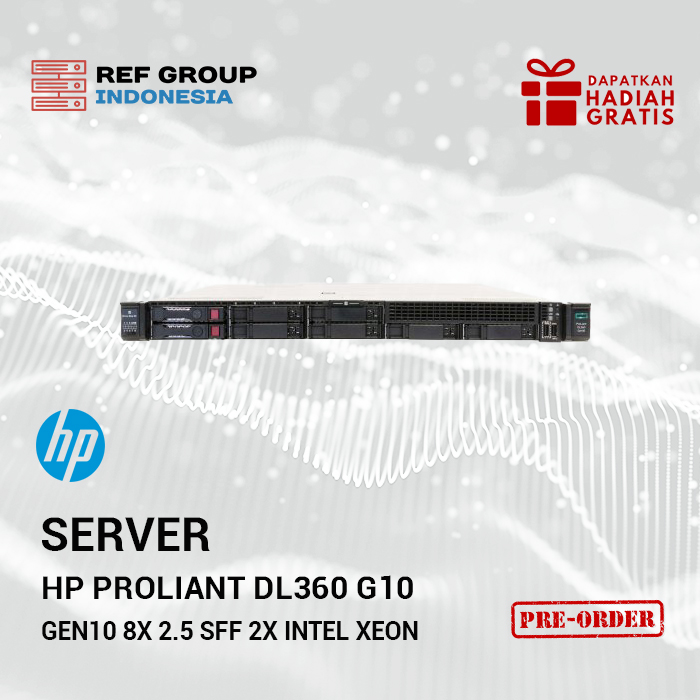 REF GROUP
INDONESIA
DAPATKAN
HADIAH
GRATIS
hp
SERVER
HP PROLIANT DL360 G10
GEN10 8X 2.5 SFF 2X INTEL XEON
PRE-ORDER